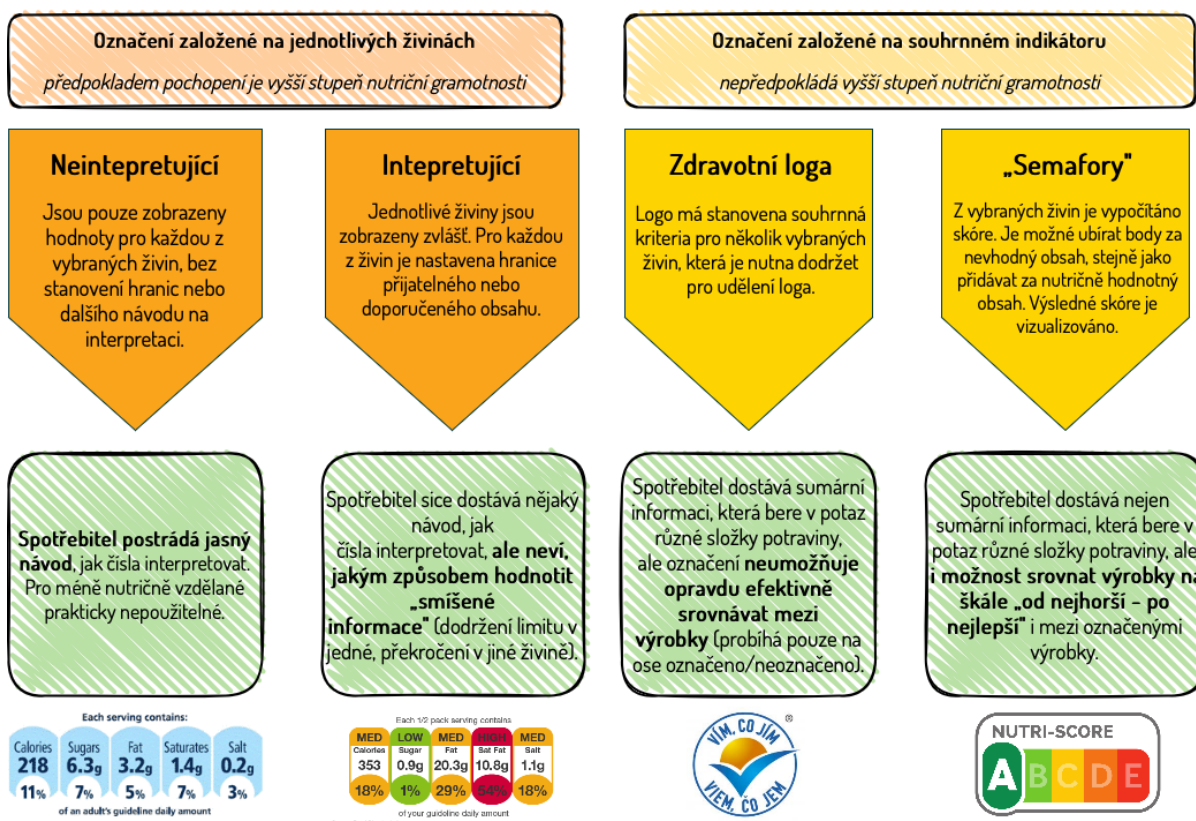 Označení založené na jednotlivých živinách
předpokladem pochopení je vyšší stupeň nutriční gramotnosti
Označení založené na souhrnném indikátoru
nepředpokládá vyšší stupeň nutriční gramotnosti
Neintepretující
Jsou pouze zobrazeny
hodnoty pro každou z
vybraných živin, bez
stanovení hranic nebo
dalšího návodu na
interpretaci.
Intepretující
Jednotlivé živiny jsou
zobrazeny zvlášť. Pro každou
z živin je nastavena hranice
přijatelného nebo
doporučeného obsahu.
Zdravotní loga
Logo má stanovena souhrnná
kriteria pro několik vybraných
živin, která je nutna dodržet
pro udělení loga.
„Semafory"
Z vybraných živin je vypočítáno
skóre. Je možné ubírat body za
nevhodný obsah, stejně jako
přidávat za nutričně hodnotný
obsah. Výsledné skóre je
vizualizováno.
Spotřebitel postrádá jasný
návod, jak čísla interpretovat.
Pro méně nutričně vzdělané
prakticky nepoužitelné.
Spotřebitel sice dostává nějaký
návod, jak
čísla interpretovat, ale neví,
jakým způsobem hodnotit
„smíšené
informace" (dodržení limitu v
jedné, překročení v jiné živině).
Spotřebitel dostává sumární
informaci, která bere v potaz
různé složky potraviny,
ale označení neumožňuje
opravdu efektivně
srovnávat mezi
výrobky (probíhá pouze na
ose označeno/neoznačeno).
Spotřebitel dostává nejen
sumární informaci, která bere v
potaz různé složky potraviny, ale
i možnost srovnat výrobky na
škále „od nejhorší – po
nejlepší" i mezi označenými
výrobky.
Each serving contains:
Calories Sugars Fat Saturates Salt
218 6.3g 3.2g 1.4g 0.2g
11% 7% 5% 7% 3%
of an adult's guideline daily amount
Each 1/2 pack serving contains
MED LOW MED HIGH MED
Calories Sugar Fat Sat Fat Salt
353 0.9g 20.3g 10.8g 1.1g
18% 1% 29% 54% 18%
of your guideline daily amount
VÍM, CO JÍM ®
VIEM, ČO JEM
NUTRI-SCORE
A B C D E